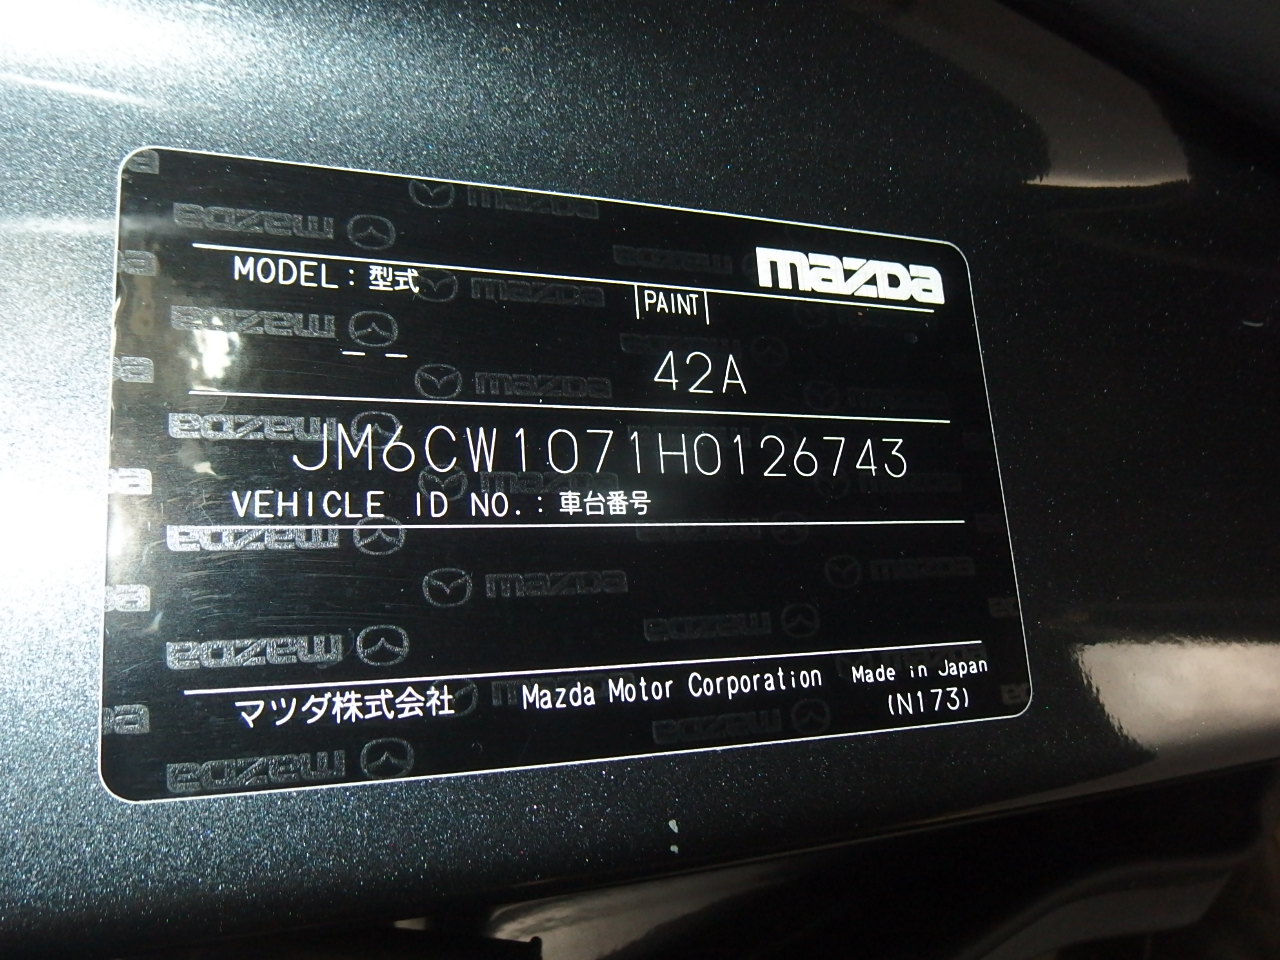 mazda
MODEL : 型式
PAINT
-- 42A
JM6CW1071H0126743
VEHICLE ID NO. : 車台番号
マツダ株式会社 Mazda Motor Corporation Made in Japan
(N173)